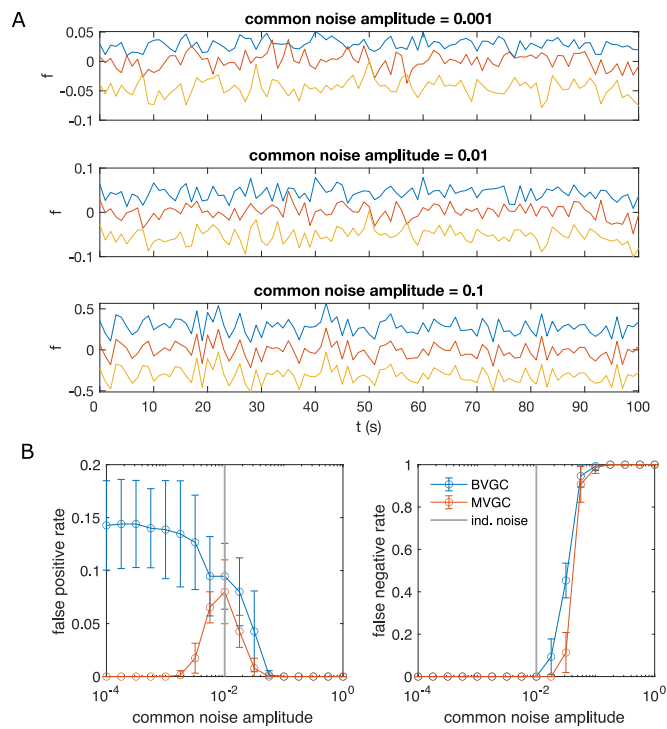 A
common noise amplitude = 0.001
0.05
0
-0.05
-0.1
f
common noise amplitude = 0.01
0.1
0
-0.1
f
common noise amplitude = 0.1
0.5
0
-0.5
f
0 10 20 30 40 50 60 70 80 90 100
t (s)
B
0.2
0.15
0.1
0.05
0
false positive rate
10-4 10-2 100
common noise amplitude
1
0.8
0.6
0.4
0.2
0
false negative rate
BVGC
MVGC
ind. noise
10-4 10-2 100
common noise amplitude